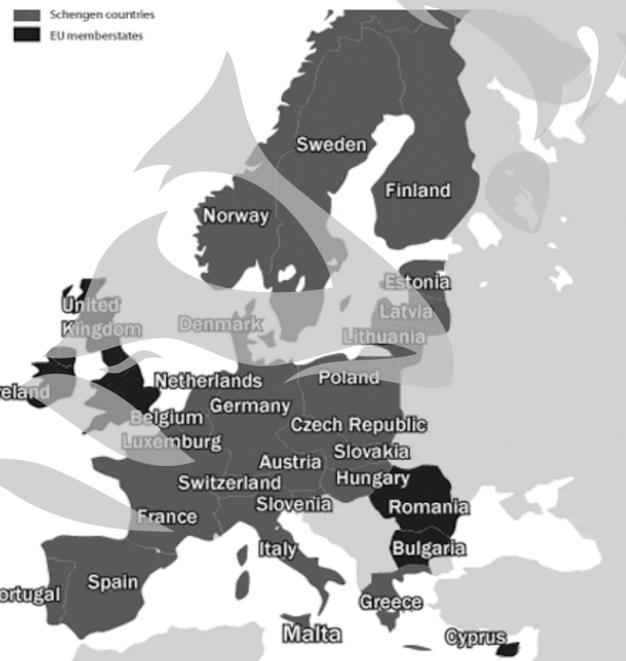 Schengen countries
EU memberstates
Sweden
Finland
Norway
Estonia
United
Kingdom
Denmark
Latvia
Lithuania
reland
Netherlands
Poland
Germany
Belgium
Czech Republic
Luxemburg
Slovakia
Austria
Switzerland
Hungary
Slovenia
Romania
France
Italy
Bulgaria
Spain
ortugal
Greece
Malta
Cyprus